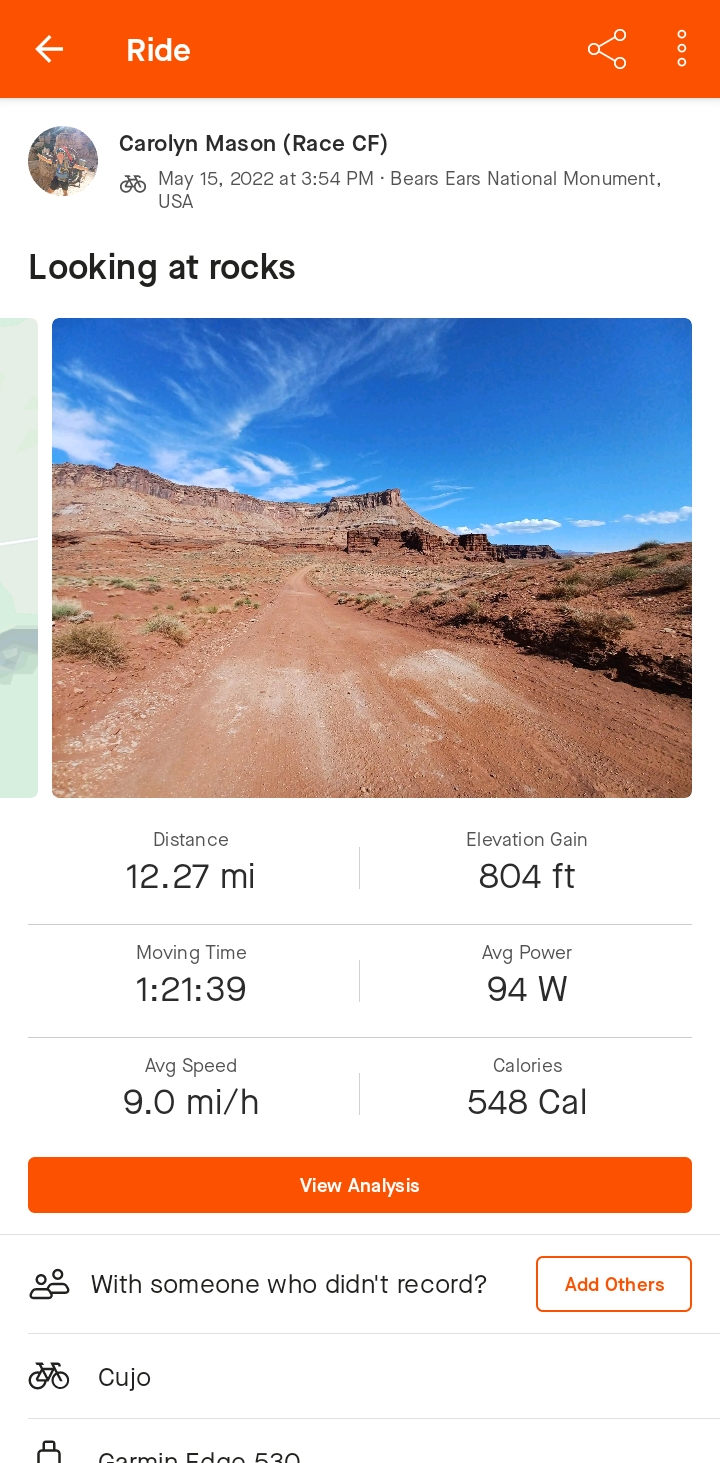 Ride
Carolyn Mason (Race CF)
May 15, 2022 at 3:54 PM · Bears Ears National Monument,
USA
Looking at rocks
Distance
12.27 mi
Elevation Gain
804 ft
Moving Time
1:21:39
Avg Power
94 W
Avg Speed
9.0 mi/h
Calories
548 Cal
View Analysis
With someone who didn't record?
Add Others
Cujo
Garmin Edge 530